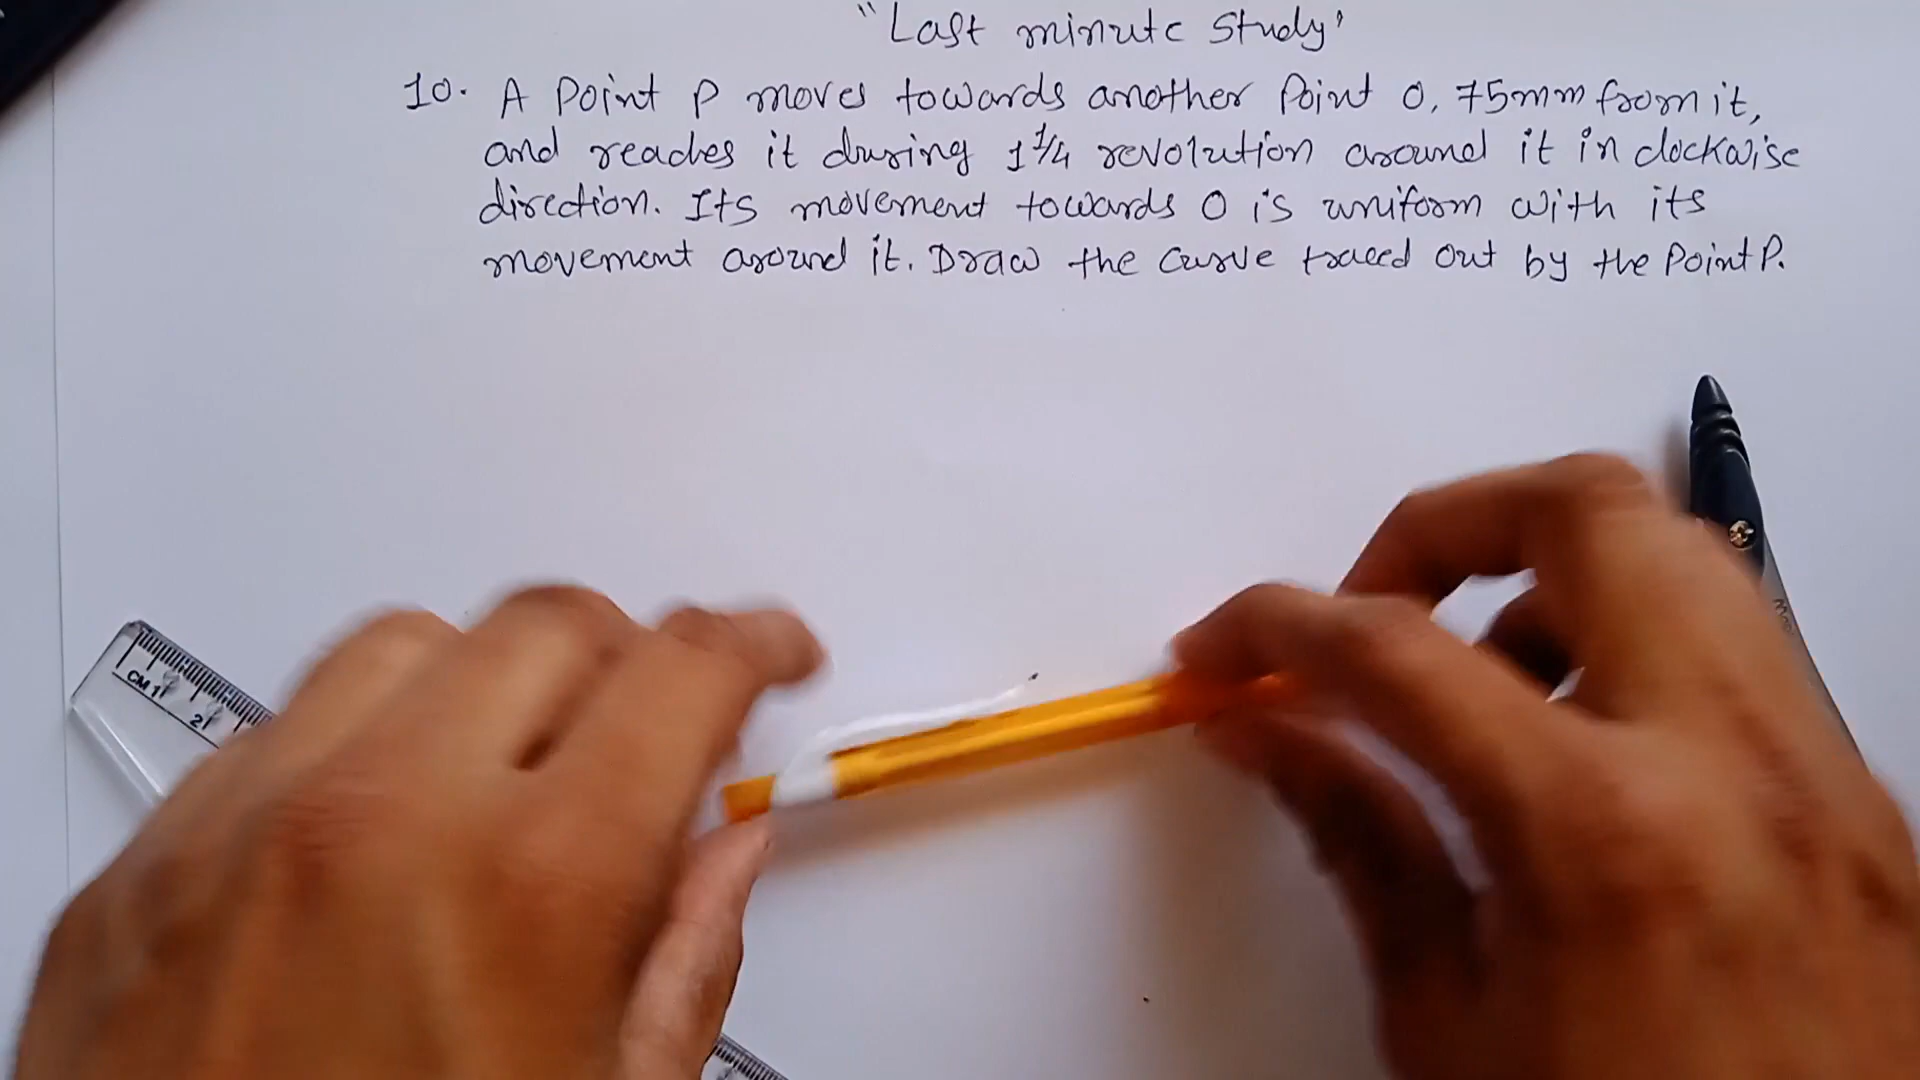 "Last minute Study'
10. A Point P moves towards another Point O, 75mm from it,
and reaches it during 1 1/4 revolution around it in clockwise
direction. Its movement towards O is uniform with its
movement around it. Draw the curve traced out by the Point P.
CM 1 2